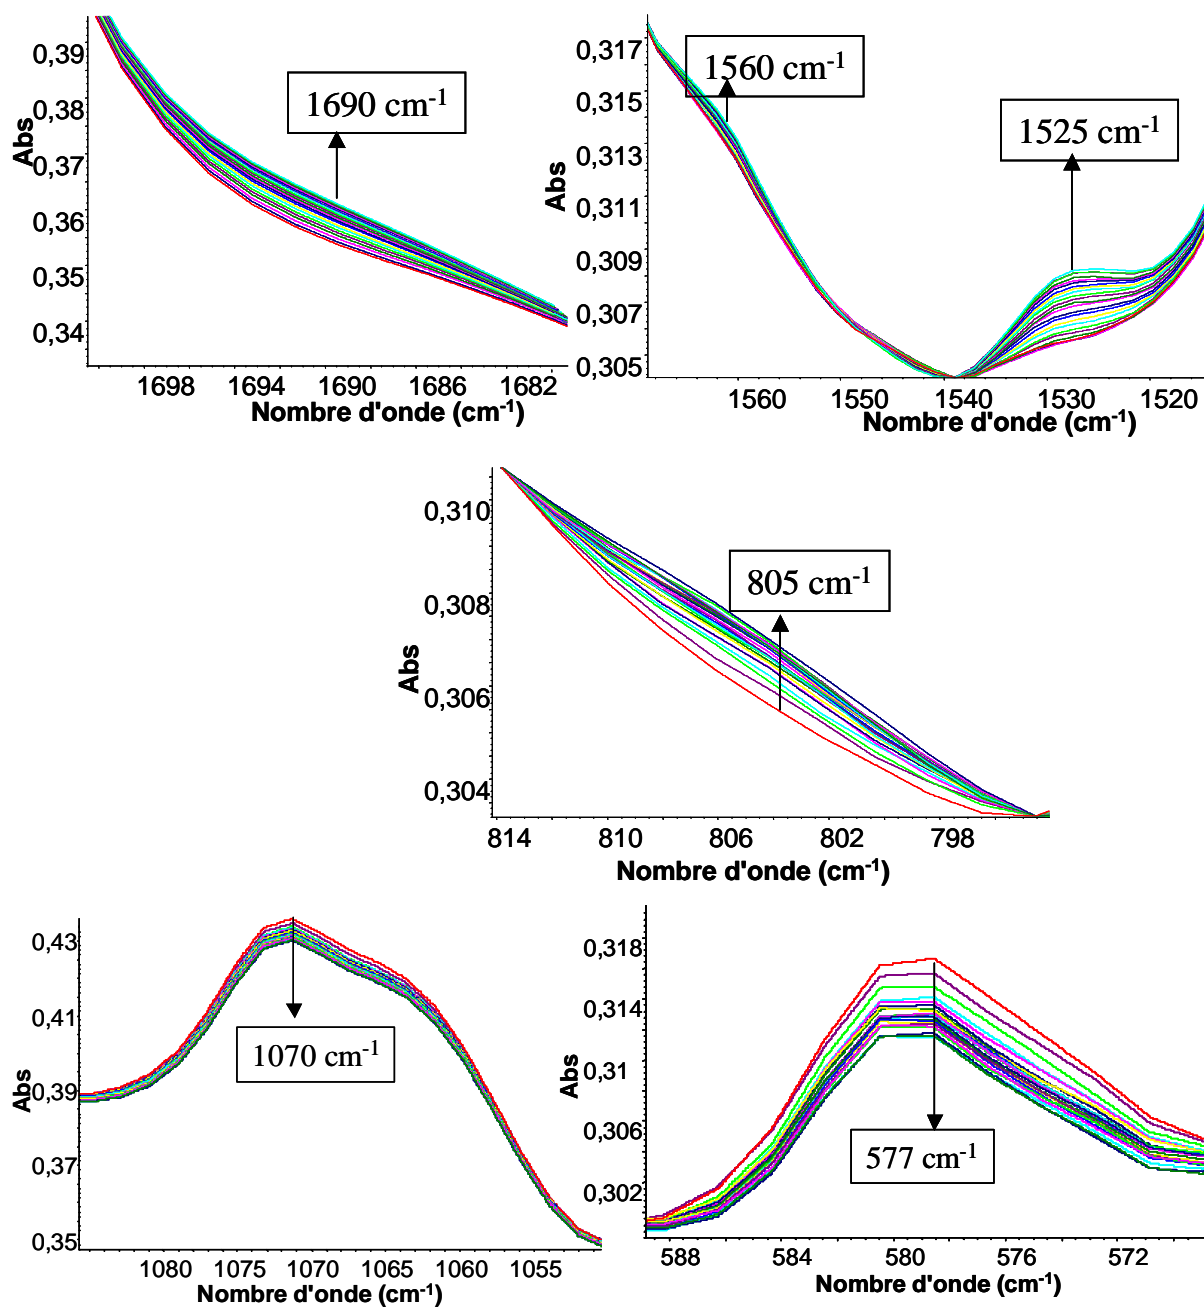 0,39
0,38
0,37
0,36
0,35
0,34
Abs
1690 cm⁻¹
1698 1694 1690 1686 1682
Nombre d'onde (cm⁻¹)
0,317
0,315
0,313
0,311
0,309
0,307
0,305
Abs
1560 cm⁻¹
1525 cm⁻¹
1560 1550 1540 1530 1520
Nombre d'onde (cm⁻¹)
0,310
0,308
0,306
0,304
Abs
805 cm⁻¹
814 810 806 802 798
Nombre d'onde (cm⁻¹)
0,43
0,41
0,39
0,37
0,35
Abs
1070 cm⁻¹
1080 1075 1070 1065 1060 1055
Nombre d'onde (cm⁻¹)
0,318
0,314
0,31
0,306
0,302
Abs
577 cm⁻¹
588 584 580 576 572
Nombre d'onde (cm⁻¹)